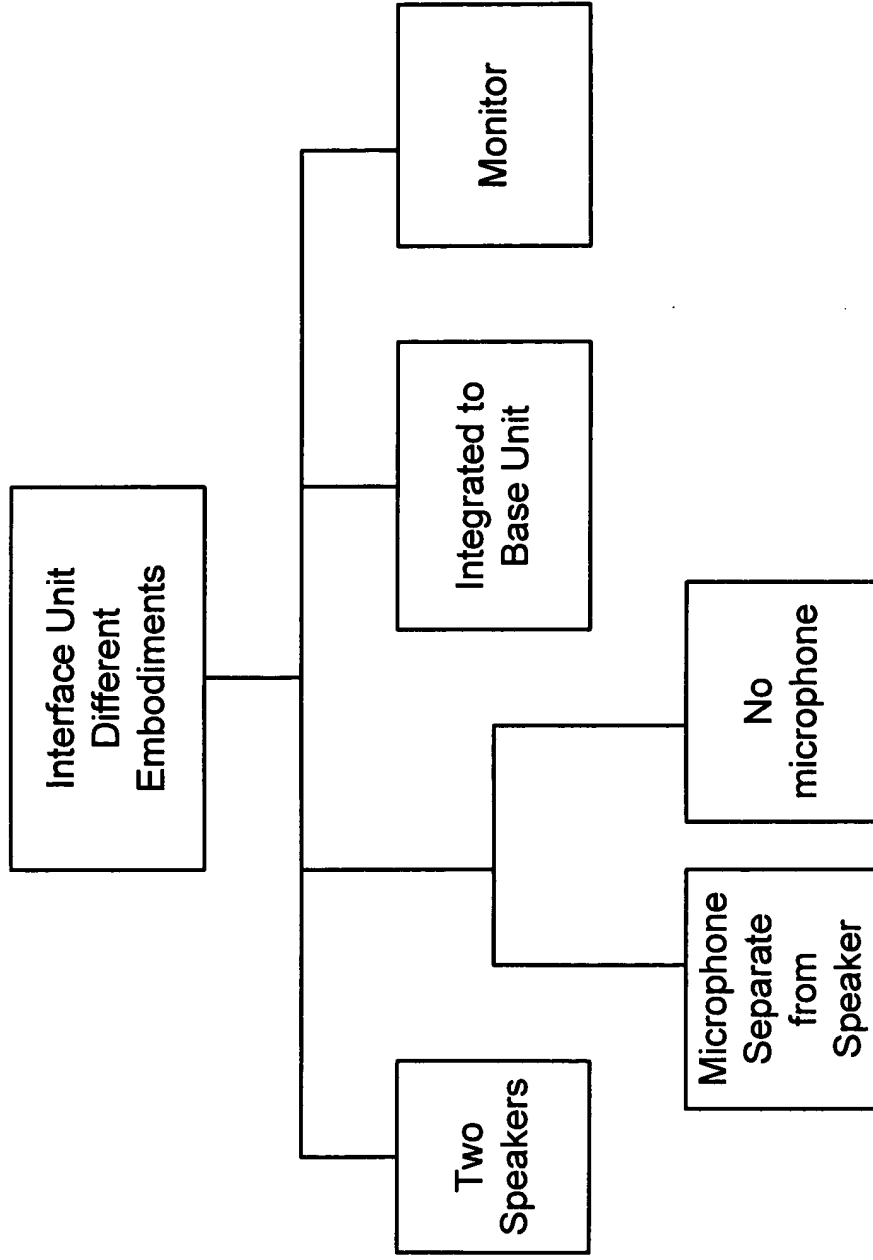 Interface Unit
Different
Embodiments
Two
Speakers
Integrated to
Base Unit
Monitor
Microphone
Separate
from
Speaker
No
microphone